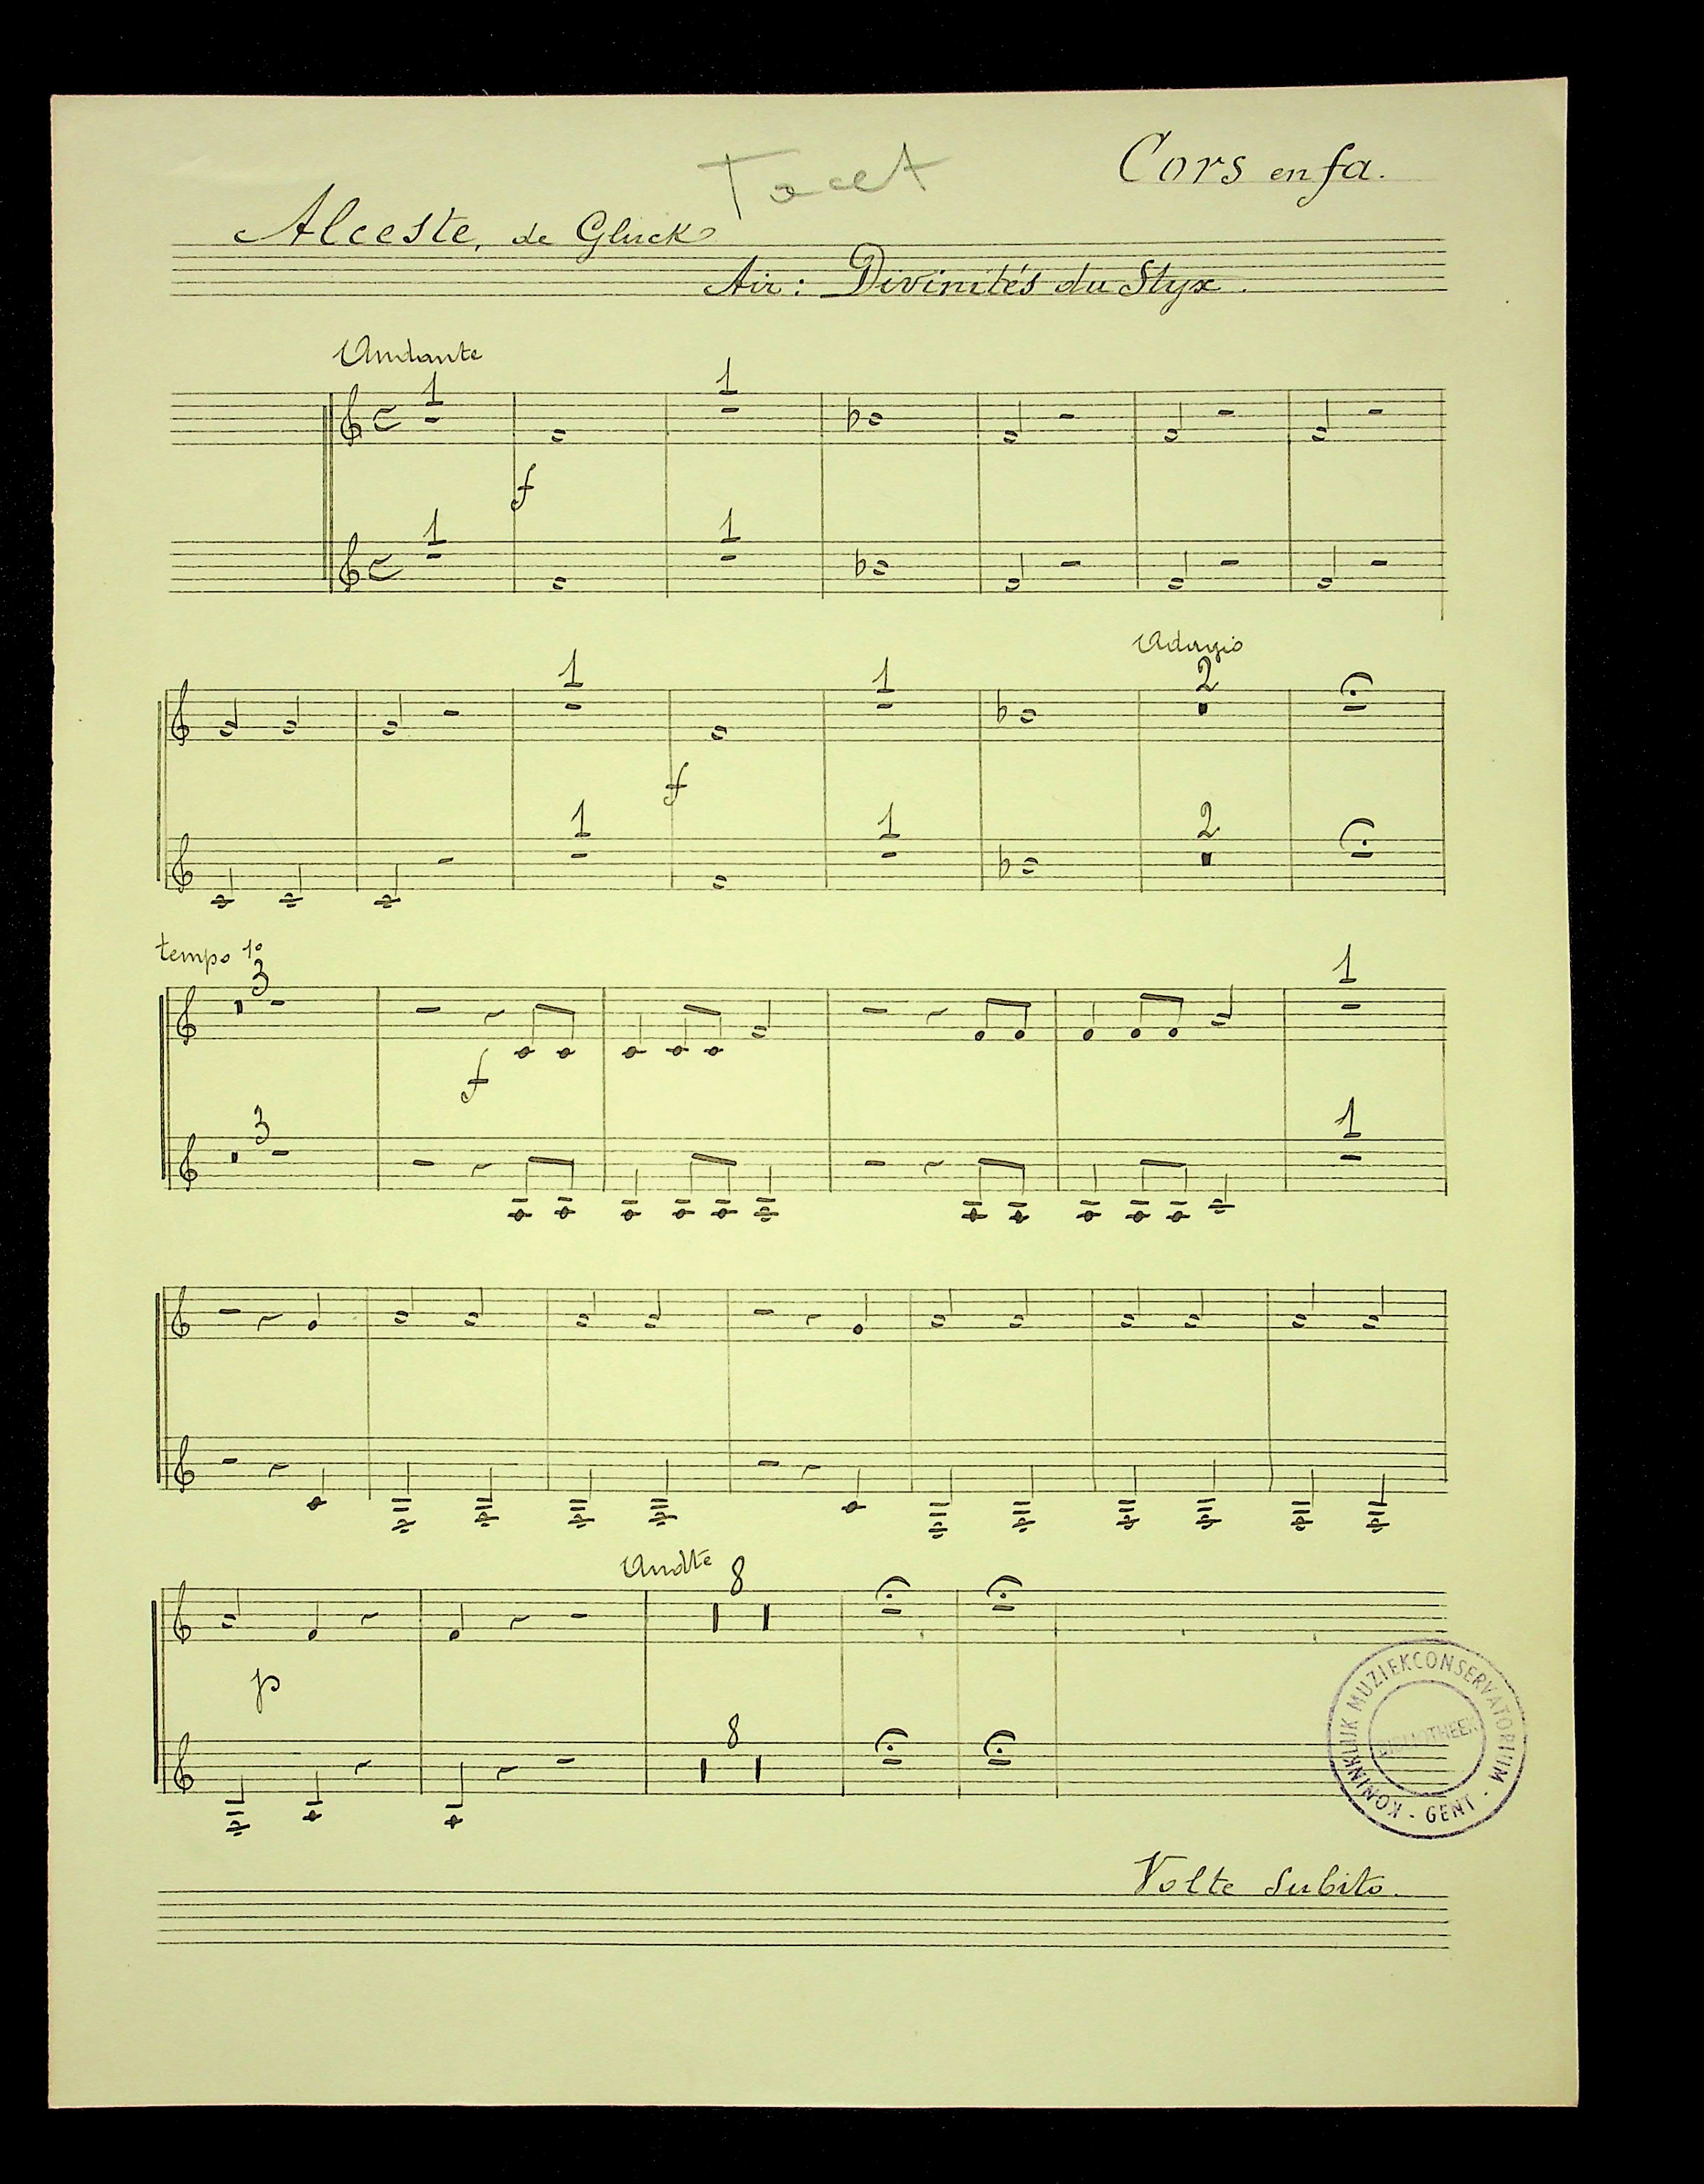 Tacet
Cors en fa.
Alceste, de Gluck
Air: Divinités du Styx.
Andante
1 1
f
1 1
Adagio
1 1 2
f
1 1 2
tempo 1º
3 1
f
3 1
Andte
8
p
8
KONINKLIJK MUZIEKCONSERVATORIUM - GENT -
BIBLIOTHEEK
Volte Subito.